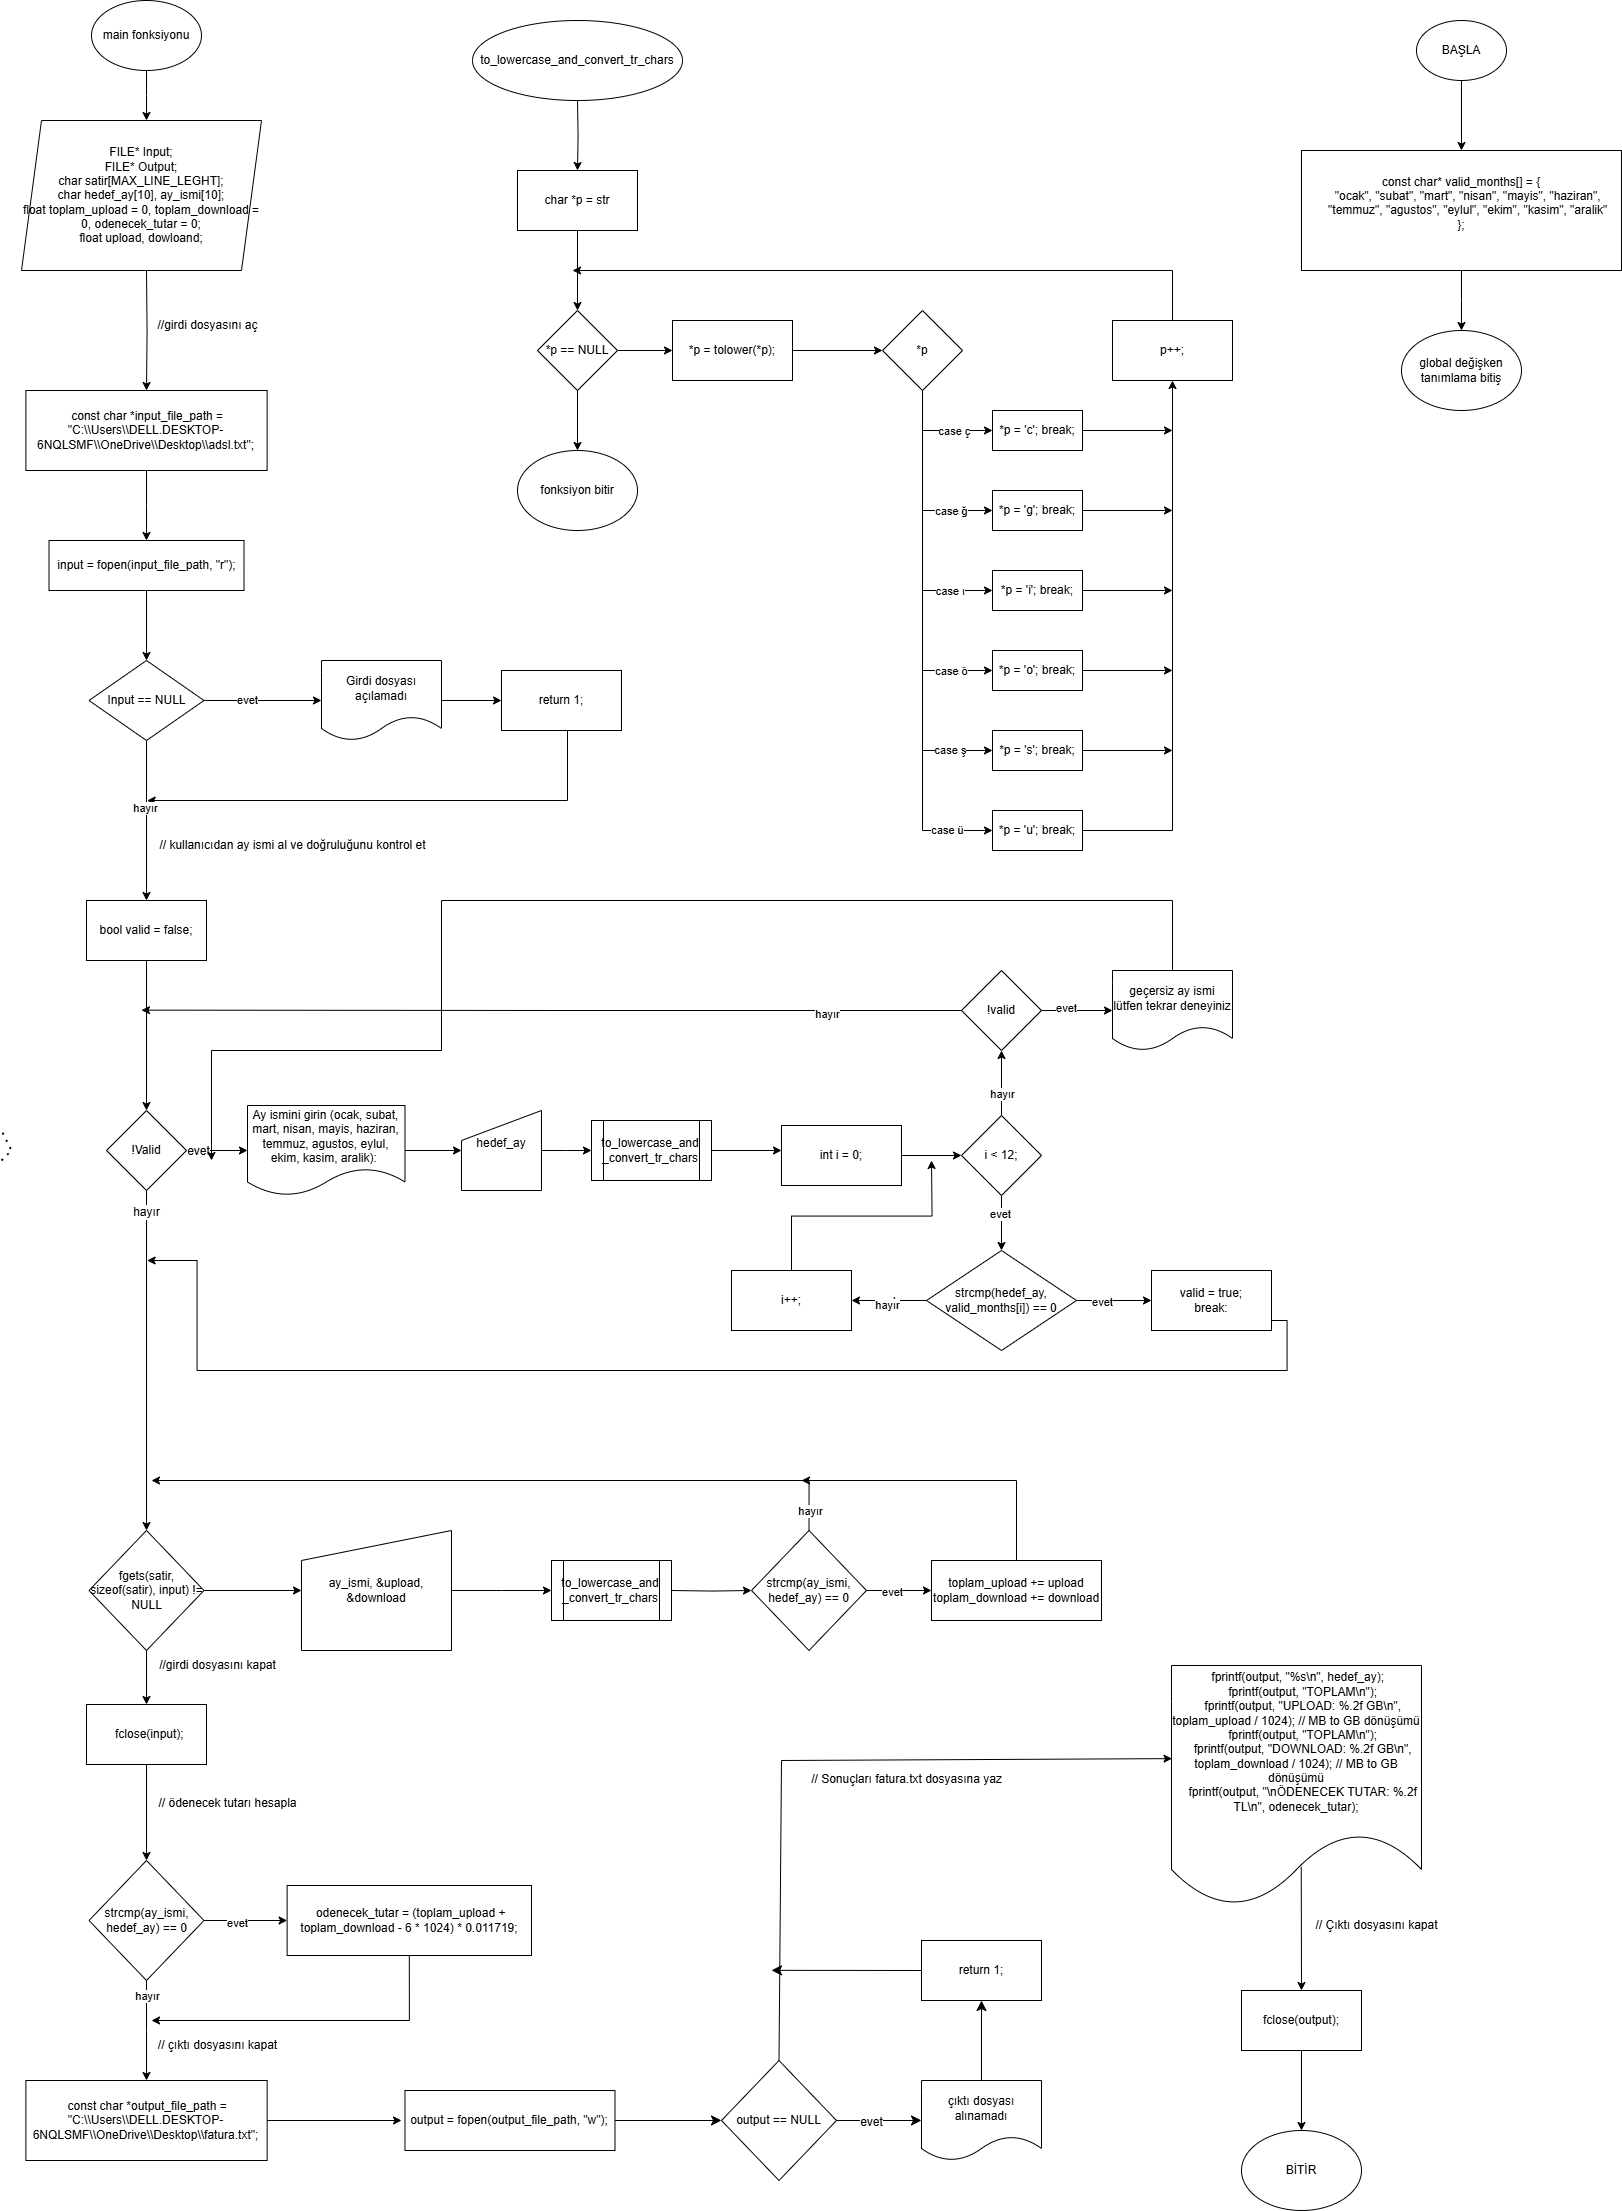 main fonksiyonu
FILE* Input;
FILE* Output;
char satir[MAX_LINE_LEGHT];
char hedef_ay[10], ay_ismi[10];
float toplam_upload = 0, toplam_download =
0, odenecek_tutar = 0;
float upload, dowloand;
//girdi dosyasını aç
const char *input_file_path =
"C:\\Users\\DELL.DESKTOP-
6NQLSMF\\OneDrive\\Desktop\\adsl.txt";
input = fopen(input_file_path, "r");
Input == NULL
evet
Girdi dosyası
açılamadı
return 1;
hayır
// kullanıcıdan ay ismi al ve doğruluğunu kontrol et
bool valid = false;
to_lowercase_and_convert_tr_chars
char *p = str
*p == NULL
*p = tolower(*p);
*p
p++;
fonksiyon bitir
case ç
*p = 'c'; break;
case ğ
*p = 'g'; break;
case ı
*p = 'i'; break;
case ö
*p = 'o'; break;
case ş
*p = 's'; break;
case ü
*p = 'u'; break;
BAŞLA
const char* valid_months[] = {
"ocak", "subat", "mart", "nisan", "mayis", "haziran",
"temmuz", "agustos", "eylul", "ekim", "kasim", "aralik"
};
global değişken
tanımlama bitiş
!valid
evet
geçersiz ay ismi
lütfen tekrar deneyiniz
hayır
hayır
!Valid
evet
Ay ismini girin (ocak, subat,
mart, nisan, mayis, haziran,
temmuz, agustos, eylul,
ekim, kasim, aralik):
hedef_ay
to_lowercase_and
_convert_tr_chars
int i = 0;
i < 12;
hayır
evet
i++;
hayır
strcmp(hedef_ay,
valid_months[i]) == 0
evet
valid = true;
break:
hayır
fgets(satir,
sizeof(satir), input) !=
NULL
ay_ismi, &upload,
&download
to_lowercase_and
_convert_tr_chars
strcmp(ay_ismi,
hedef_ay) == 0
evet
toplam_upload += upload
toplam_download += download
//girdi dosyasını kapat
fclose(input);
// ödenecek tutarı hesapla
strcmp(ay_ismi,
hedef_ay) == 0
evet
odenecek_tutar = (toplam_upload +
toplam_download - 6 * 1024) * 0.011719;
hayır
// çıktı dosyasını kapat
const char *output_file_path =
"C:\\Users\\DELL.DESKTOP-
6NQLSMF\\OneDrive\\Desktop\\fatura.txt";
output = fopen(output_file_path, "w");
output == NULL
evet
çıktı dosyası
alınamadı
return 1;
// Sonuçları fatura.txt dosyasına yaz
fprintf(output, "%s\n", hedef_ay);
fprintf(output, "TOPLAM\n");
fprintf(output, "UPLOAD: %.2f GB\n",
toplam_upload / 1024); // MB to GB dönüşümü
fprintf(output, "TOPLAM\n");
fprintf(output, "DOWNLOAD: %.2f GB\n",
toplam_download / 1024); // MB to GB
dönüşümü
fprintf(output, "\nÖDENECEK TUTAR: %.2f
TL\n", odenecek_tutar);
// Çıktı dosyasını kapat
fclose(output);
BİTİR